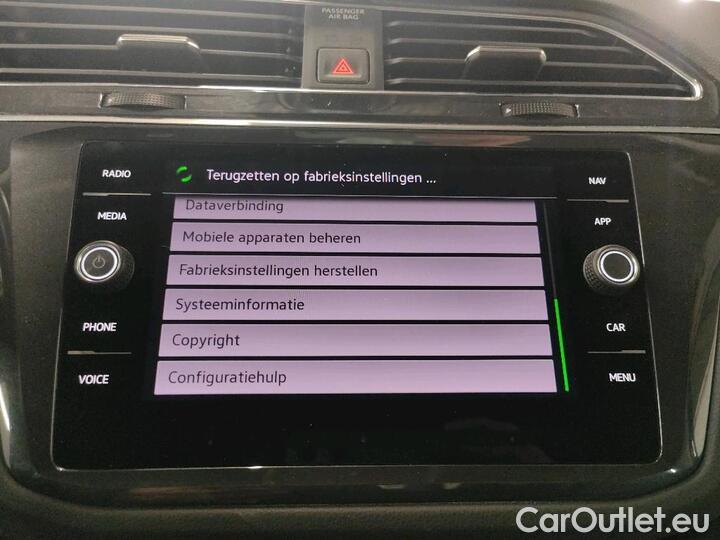 PASSENGER
AIR BAG
RADIO
Terugzetten op fabrieksinstellingen ...
NAV
MEDIA
Dataverbinding
APP
Mobiele apparaten beheren
Fabrieksinstellingen herstellen
Systeeminformatie
PHONE
Copyright
CAR
VOICE
Configuratiehulp
MENU
CarOutlet.eu